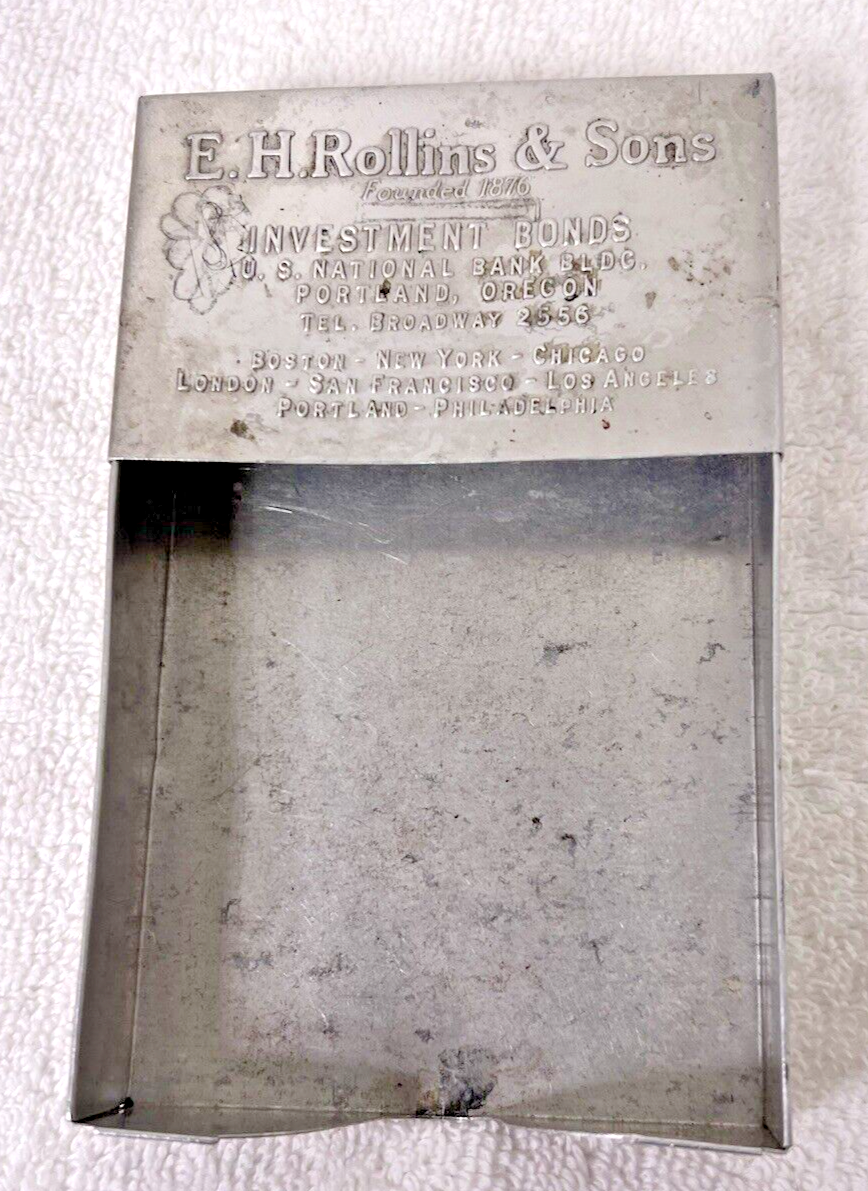 E.H.Rollins & Sons
Founded 1876
INVESTMENT BONDS
U. S. NATIONAL BANK BLDG.
PORTLAND, OREGON
TEL. BROADWAY 2556
BOSTON - NEW YORK - CHICAGO
LONDON - SAN FRANCISCO - LOS ANGELES
PORTLAND - PHILADELPHIA